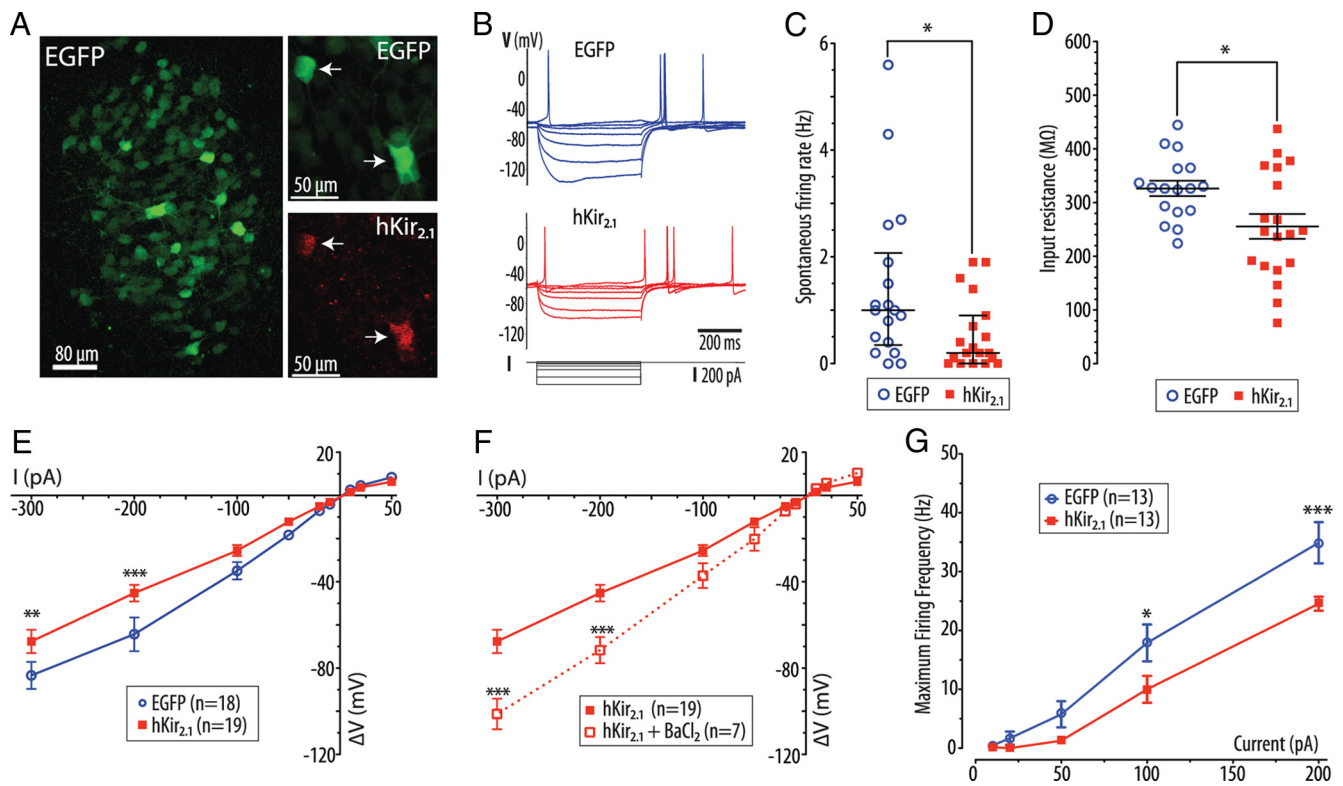 A
EGFP
80 µm
EGFP
50 µm
hKir2.1
50 µm
B
V (mV)
EGFP
0
-40
-80
-120
hKir2.1
0
-40
-80
-120
200 ms
I
200 pA
C
*
Spontaneous firing rate (Hz)
6
4
2
0
EGFP hKir2.1
D
*
Input resistance (MΩ)
600
500
400
300
200
100
0
EGFP hKir2.1
E
I (pA)
-300 -200 -100 50
20
-40
-80
-120
ΔV (mV)
**
***
EGFP (n=18)
hKir2.1 (n=19)
F
I (pA)
-300 -200 -100 50
20
-40
-80
-120
ΔV (mV)
***
***
hKir2.1 (n=19)
hKir2.1 + BaCl2 (n=7)
G
Maximum Firing Frequency (Hz)
50
40
30
20
10
0
EGFP (n=13)
hKir2.1 (n=13)
*
***
Current (pA)
0 50 100 150 200